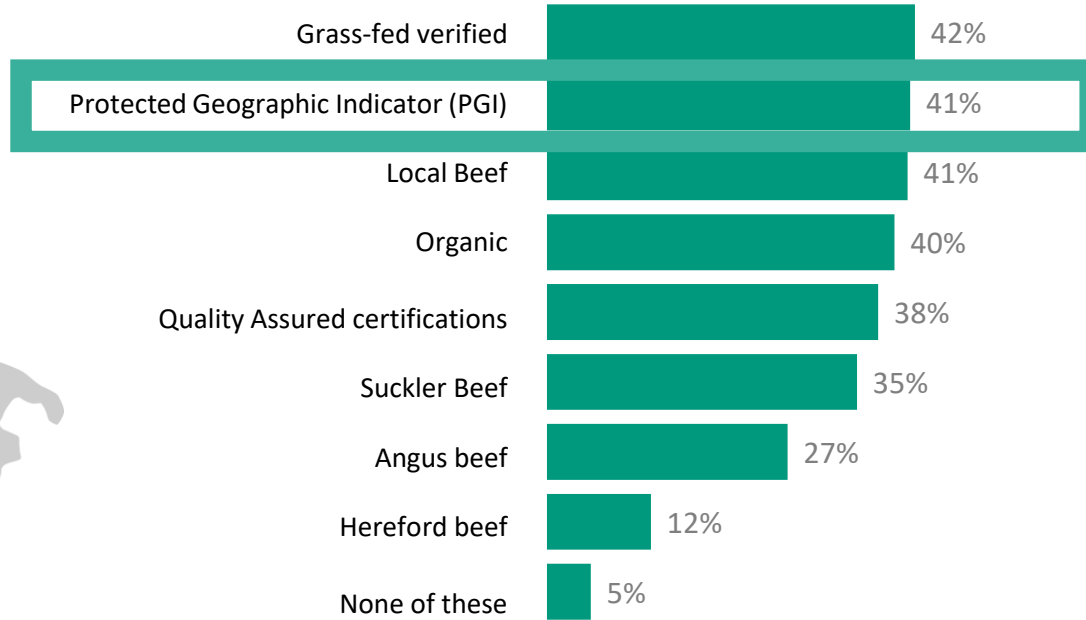 Grass-fed verified 42%
Protected Geographic Indicator (PGI) 41%
Local Beef 41%
Organic 40%
Quality Assured certifications 38%
Suckler Beef 35%
Angus beef 27%
Hereford beef 12%
None of these 5%